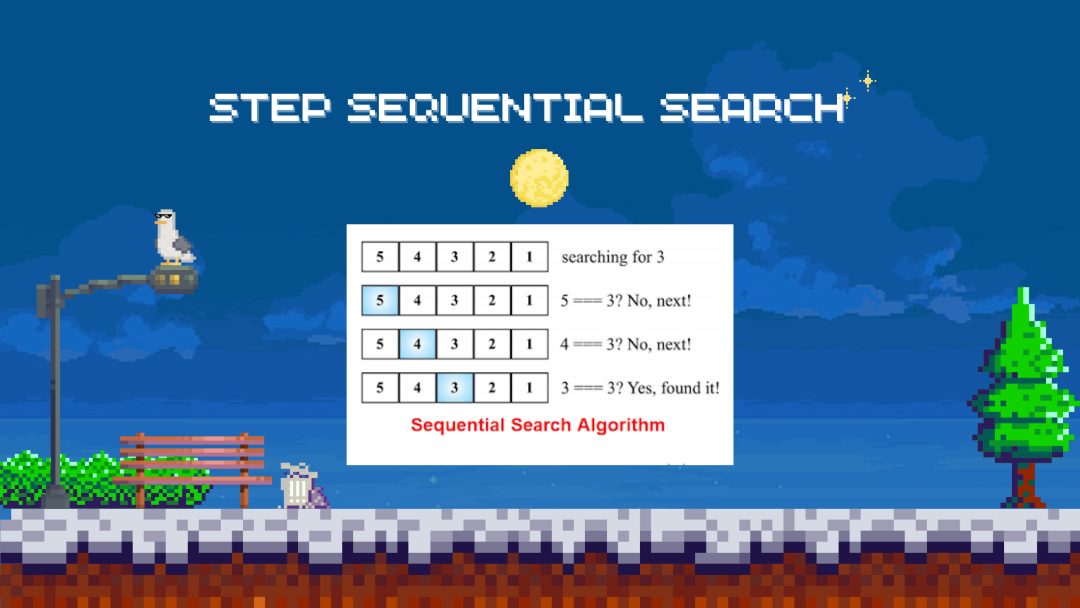 STEP SEQUENTIAL SEARCH
5 4 3 2 1 searching for 3
5 4 3 2 1 5 === 3? No, next!
5 4 3 2 1 4 === 3? No, next!
5 4 3 2 1 3 === 3? Yes, found it!
Sequential Search Algorithm